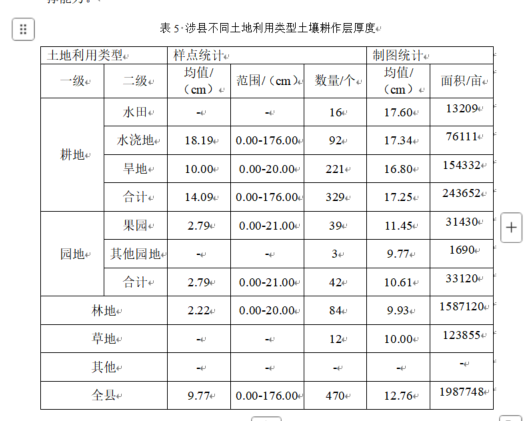 表 5·涉县不同土地利用类型土壤耕作层厚度
土地利用类型 样点统计 制图统计
一级 二级 均值/（cm） 范围/（cm） 数量/个 均值/（cm） 面积/亩
耕地 水田 - - 16 17.60 13209
水浇地 18.19 0.00-176.00 92 17.34 76111
旱地 10.00 0.00-20.00 221 16.80 154332
合计 14.09 0.00-176.00 329 17.25 243652
园地 果园 2.79 0.00-21.00 39 11.45 31430
其他园地 - - 3 9.77 1690
合计 2.79 0.00-21.00 42 10.61 33120
林地 2.22 0.00-20.00 84 9.93 1587120
草地 - - 12 10.00 123855
其他 - - - - -
全县 9.77 0.00-176.00 470 12.76 1987748